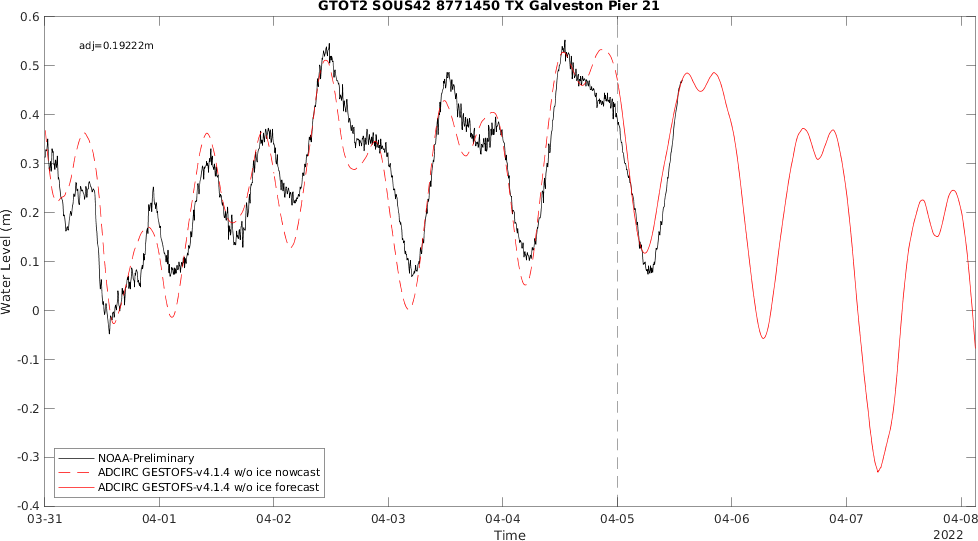 GTOT2 SOUS42 8771450 TX Galveston Pier 21
adj=0.19222m
Water Level (m)
0.6
0.5
0.4
0.3
0.2
0.1
0
-0.1
-0.2
-0.3
-0.4
NOAA-Preliminary
ADCIRC GESTOFS-v4.1.4 w/o ice nowcast
ADCIRC GESTOFS-v4.1.4 w/o ice forecast
03-31 04-01 04-02 04-03 04-04 04-05 04-06 04-07 04-08
Time
2022